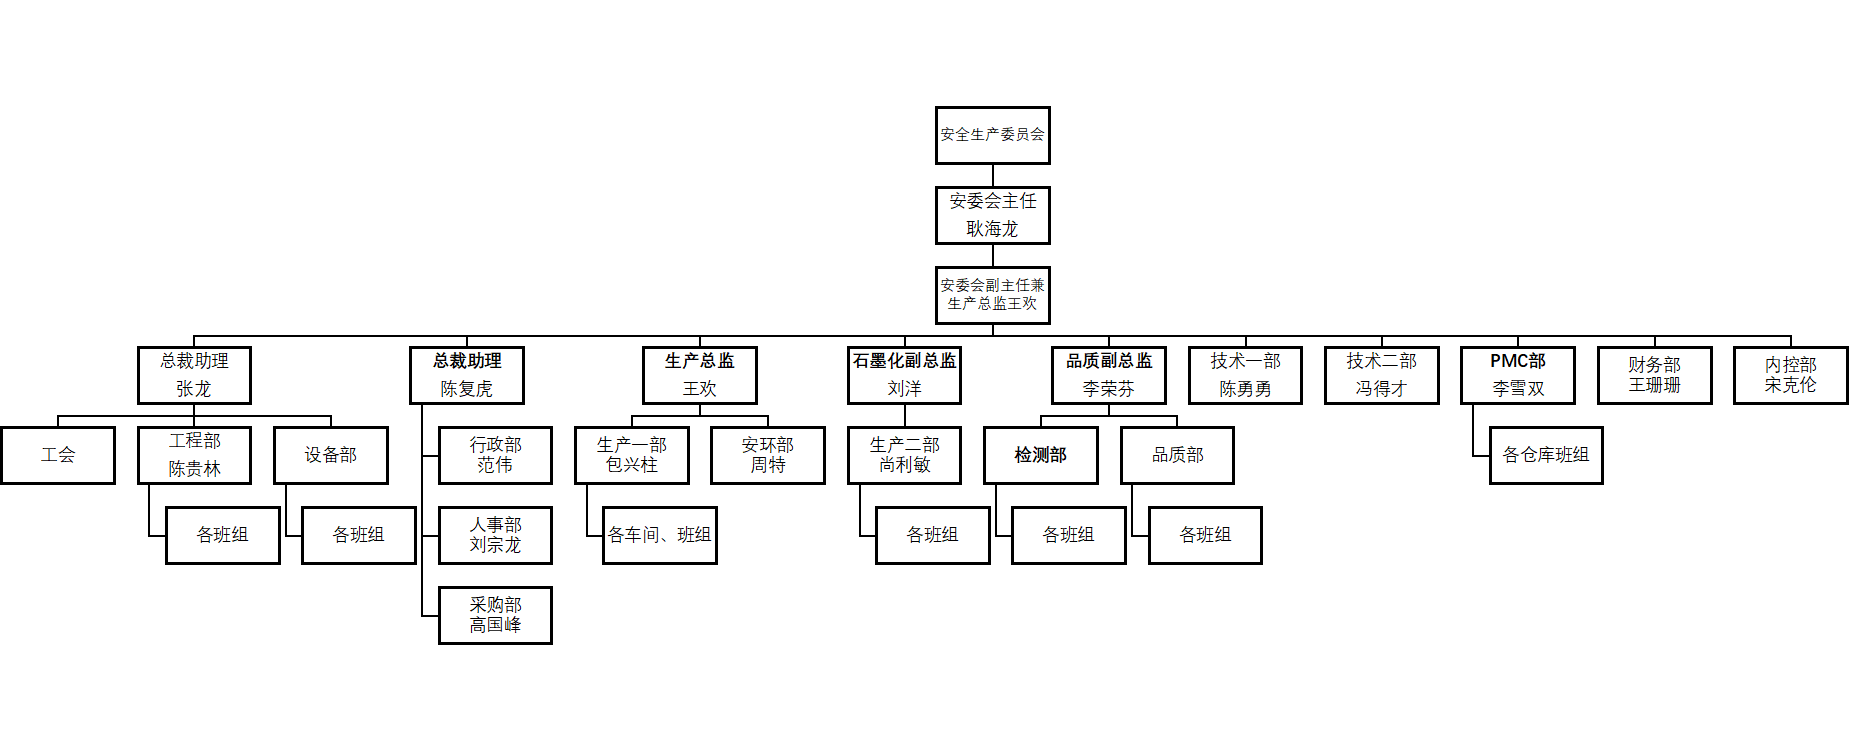 安全生产委员会
安委会主任
耿海龙
安委会副主任兼
生产总监王欢
总裁助理
张龙
总裁助理
陈复虎
生产总监
王欢
石墨化副总监
刘洋
品质副总监
李荣芬
技术一部
陈勇勇
技术二部
冯得才
PMC部
李雪双
财务部
王珊珊
内控部
宋克伦
工会
工程部
陈贵林
设备部
行政部
范伟
生产一部
包兴柱
安环部
周特
生产二部
尚利敏
检测部
品质部
各仓库班组
各班组
各班组
人事部
刘宗龙
各车间、班组
各班组
各班组
各班组
采购部
高国峰